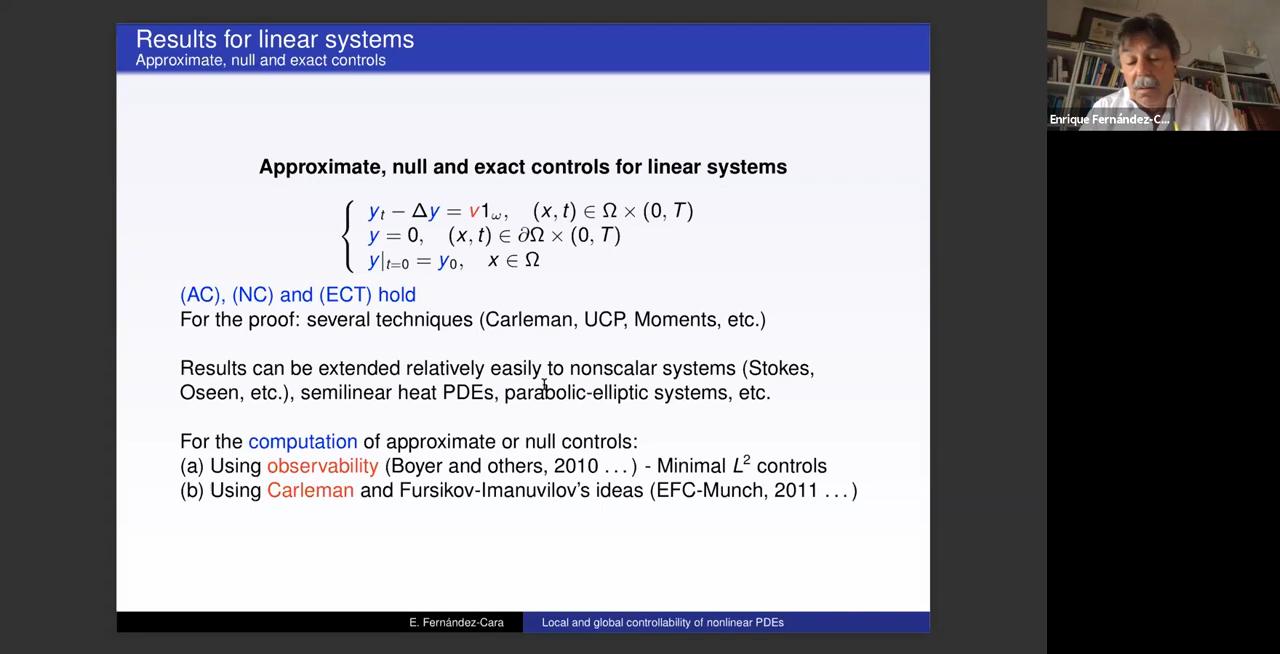 Results for linear systems
Approximate, null and exact controls
Enrique Fernández-C...
Approximate, null and exact controls for linear systems
yₜ − Δy = v1_ω, (x, t) ∈ Ω × (0, T)
y = 0, (x, t) ∈ ∂Ω × (0, T)
y|ₜ₌₀ = y₀, x ∈ Ω
(AC), (NC) and (ECT) hold
For the proof: several techniques (Carleman, UCP, Moments, etc.)
Results can be extended relatively easily to nonscalar systems (Stokes,
Oseen, etc.), semilinear heat PDEs, parabolic-elliptic systems, etc.
For the computation of approximate or null controls:
(a) Using observability (Boyer and others, 2010 ...) - Minimal L² controls
(b) Using Carleman and Fursikov-Imanuvilov's ideas (EFC-Munch, 2011 ...)
E. Fernández-Cara
Local and global controllability of nonlinear PDEs